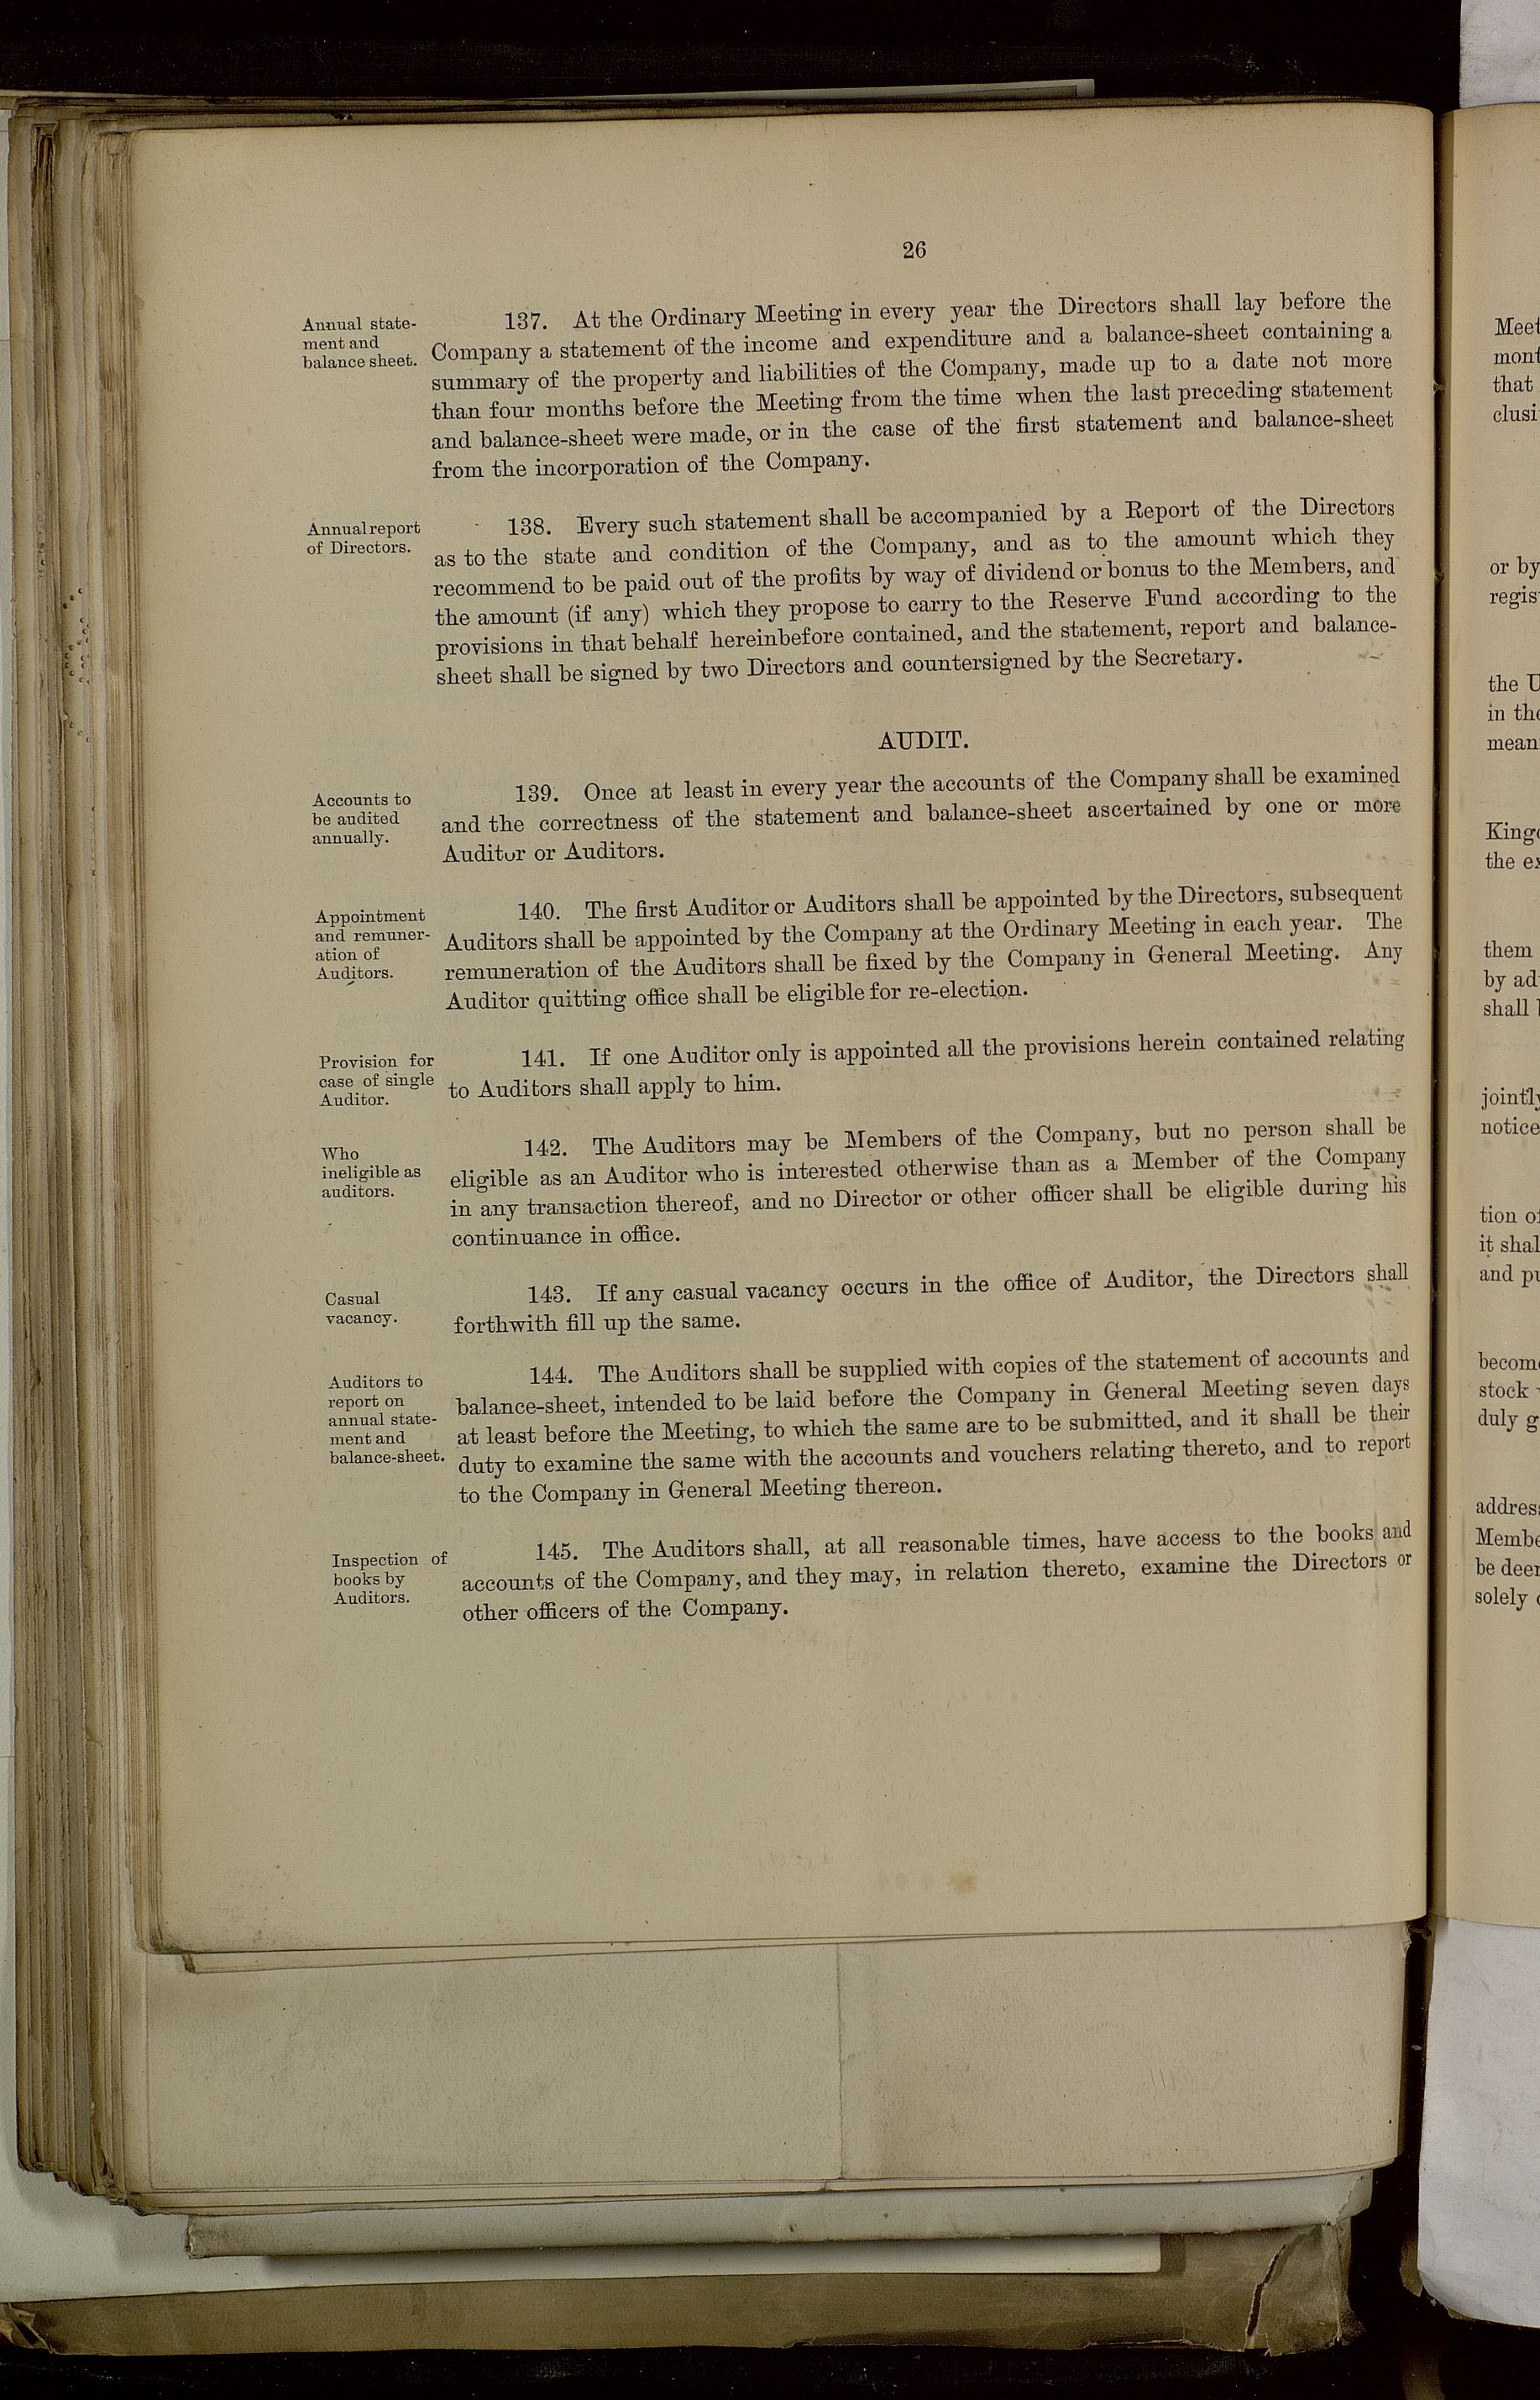 26
Annual state-
ment and
balance sheet.
137. At the Ordinary Meeting in every year the Directors shall lay before the
Company a statement of the income and expenditure and a balance-sheet containing a
summary of the property and liabilities of the Company, made up to a date not more
than four months before the Meeting from the time when the last preceding statement
and balance-sheet were made, or in the case of the first statement and balance-sheet
from the incorporation of the Company.
Annual report
of Directors.
138. Every such statement shall be accompanied by a Report of the Directors
as to the state and condition of the Company, and as to the amount which they
recommend to be paid out of the profits by way of dividend or bonus to the Members, and
the amount (if any) which they propose to carry to the Reserve Fund according to the
provisions in that behalf hereinbefore contained, and the statement, report and balance-
sheet shall be signed by two Directors and countersigned by the Secretary.
AUDIT.
Accounts to
be audited
annually.
139. Once at least in every year the accounts of the Company shall be examined
and the correctness of the statement and balance-sheet ascertained by one or more
Auditor or Auditors.
Appointment
and remuner-
ation of
Auditors.
140. The first Auditor or Auditors shall be appointed by the Directors, subsequent
Auditors shall be appointed by the Company at the Ordinary Meeting in each year. The
remuneration of the Auditors shall be fixed by the Company in General Meeting. Any
Auditor quitting office shall be eligible for re-election.
Provision for
case of single
Auditor.
141. If one Auditor only is appointed all the provisions herein contained relating
to Auditors shall apply to him.
Who
ineligible as
auditors.
142. The Auditors may be Members of the Company, but no person shall be
eligible as an Auditor who is interested otherwise than as a Member of the Company
in any transaction thereof, and no Director or other officer shall be eligible during his
continuance in office.
Casual
vacancy.
143. If any casual vacancy occurs in the office of Auditor, the Directors shall
forthwith fill up the same.
Auditors to
report on
annual state-
ment and
balance-sheet.
144. The Auditors shall be supplied with copies of the statement of accounts and
balance-sheet, intended to be laid before the Company in General Meeting seven days
at least before the Meeting, to which the same are to be submitted, and it shall be their
duty to examine the same with the accounts and vouchers relating thereto, and to report
to the Company in General Meeting thereon.
Inspection of
books by
Auditors.
145. The Auditors shall, at all reasonable times, have access to the books and
accounts of the Company, and they may, in relation thereto, examine the Directors or
other officers of the Company.
that
or by
the
in
them
by
shall
notice
tion
it
and
stock
duly
solely